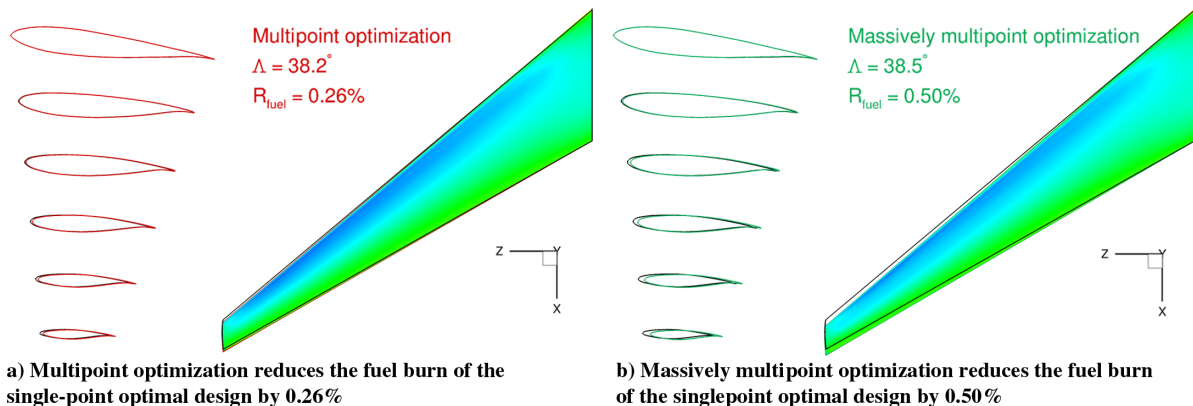 Multipoint optimization
Λ = 38.2°
R_fuel = 0.26%
Z
Y
X
a) Multipoint optimization reduces the fuel burn of the
single-point optimal design by 0.26%
Massively multipoint optimization
Λ = 38.5°
R_fuel = 0.50%
Z
Y
X
b) Massively multipoint optimization reduces the fuel burn
of the singlepoint optimal design by 0.50%